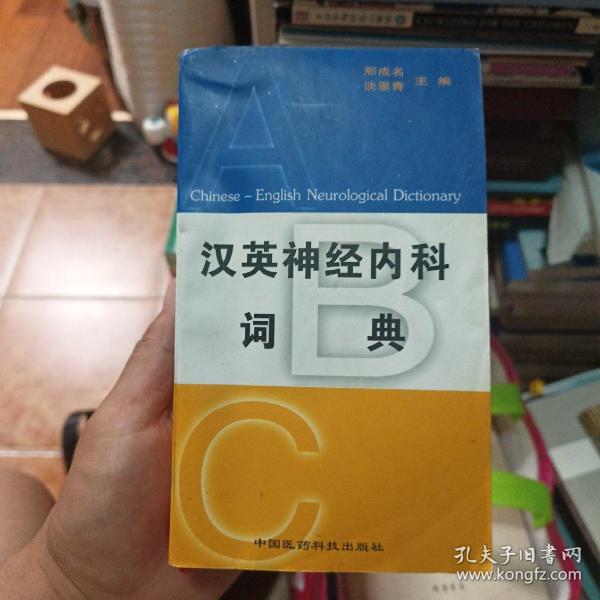 邢成名
谈恩青
主编
A
Chinese – English Neurological Dictionary
汉英神经内科
B
词典
C
中国医药科技出版社
孔夫子旧书网
www.kongfz.com